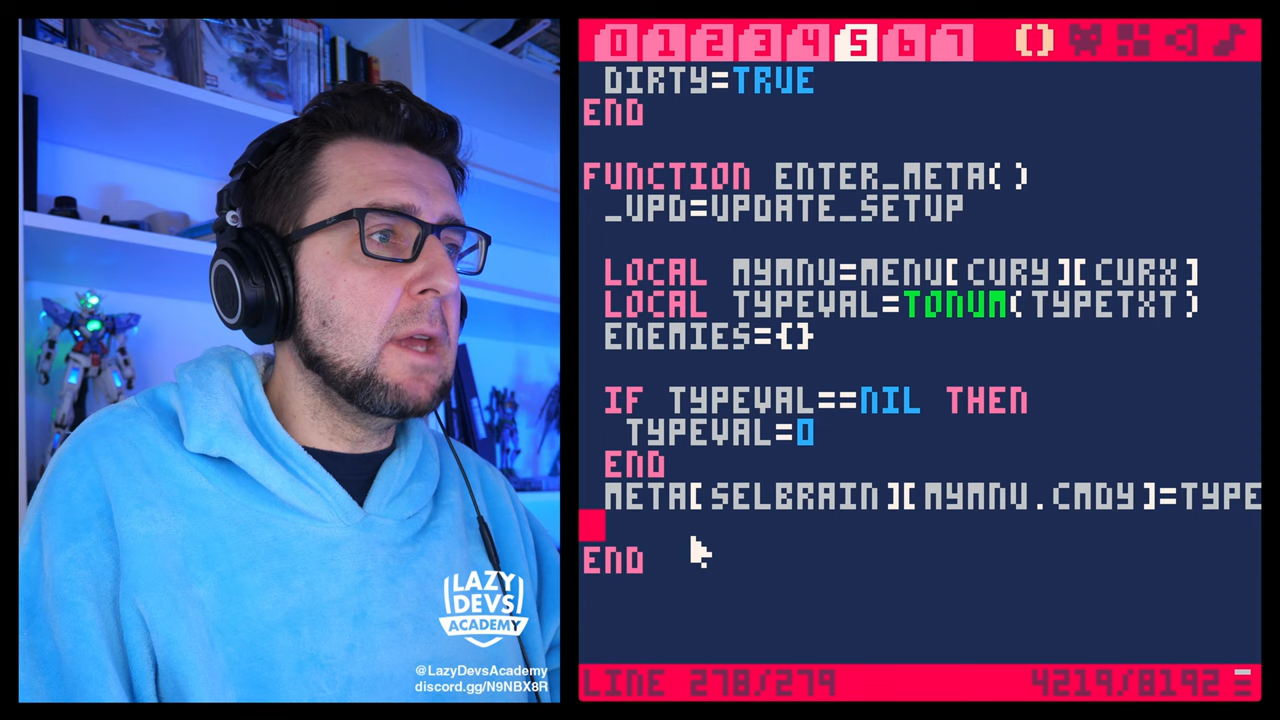 LAZY
DEVS
ACADEMY
@LazyDevsAcademy
discord.gg/N9NBX8R
0 1 2 3 4 5 6 7 ()
DIRTY=TRUE
END
FUNCTION ENTER_META()
_UPD=UPDATE_SETUP
LOCAL MYMNU=MENU[CURY][CURX]
LOCAL TYPEVAL=TONUM(TYPETXT)
ENEMIES={}
IF TYPEVAL==NIL THEN
TYPEVAL=0
END
META[SELBRAIN][MYMNU.CMDY]=TYPE
END
LINE 278/279
4219/8192